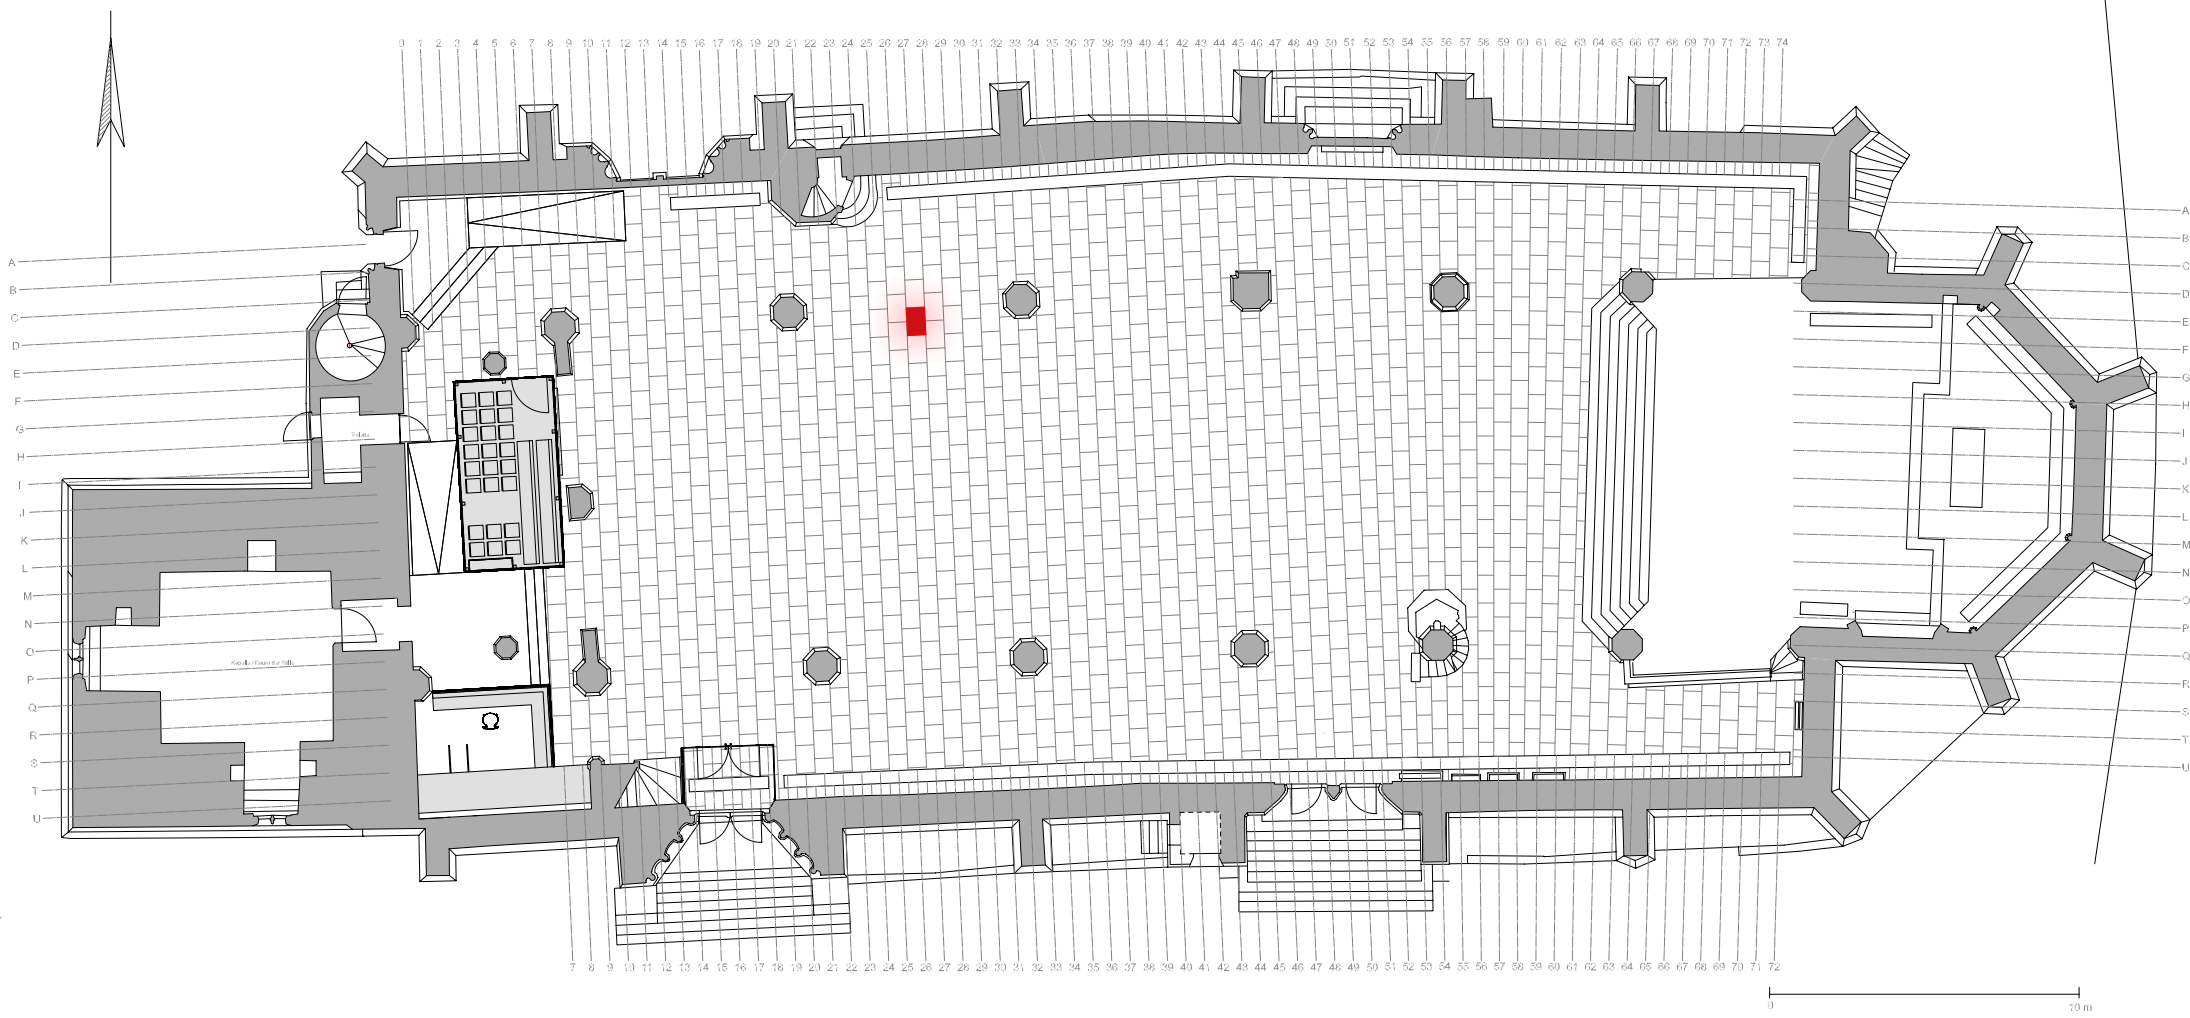 0 1 2 3 4 5 6 7 8 9 10 11 12 13 14 15 16 17 18 19 20 21 22 23 24 25 26 27 28 29 30 31 32 33 34 35 36 37 38 39 40 41 42 43 44 45 46 47 48 49 50 51 52 53 54 55 56 57 58 59 60 61 62 63 64 65 66 67 68 69 70 71 72 73 74
A
B
C
D
E
F
G
H
I
J
K
L
M
N
O
P
Q
R
S
T
U
Kapelle / Raum der Stille
A
B
C
D
E
F
G
H
I
J
K
L
M
N
O
P
Q
R
S
T
U
7 8 9 10 11 12 13 14 15 16 17 18 19 20 21 22 23 24 25 26 27 28 29 30 31 32 33 34 35 36 37 38 39 40 41 42 43 44 45 46 47 48 49 50 51 52 53 54 55 56 57 58 59 60 61 62 63 64 65 66 67 68 69 70 71 72
0 10 m